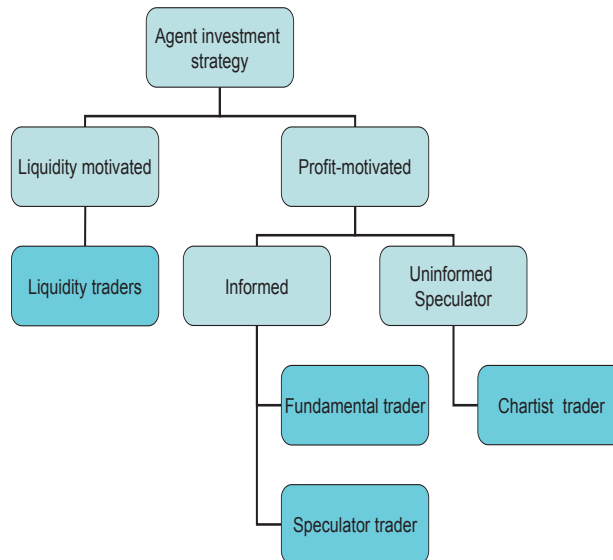 Agent investment
strategy
Liquidity motivated
Profit-motivated
Liquidity traders
Informed
Uninformed
Speculator
Fundamental trader
Chartist trader
Speculator trader